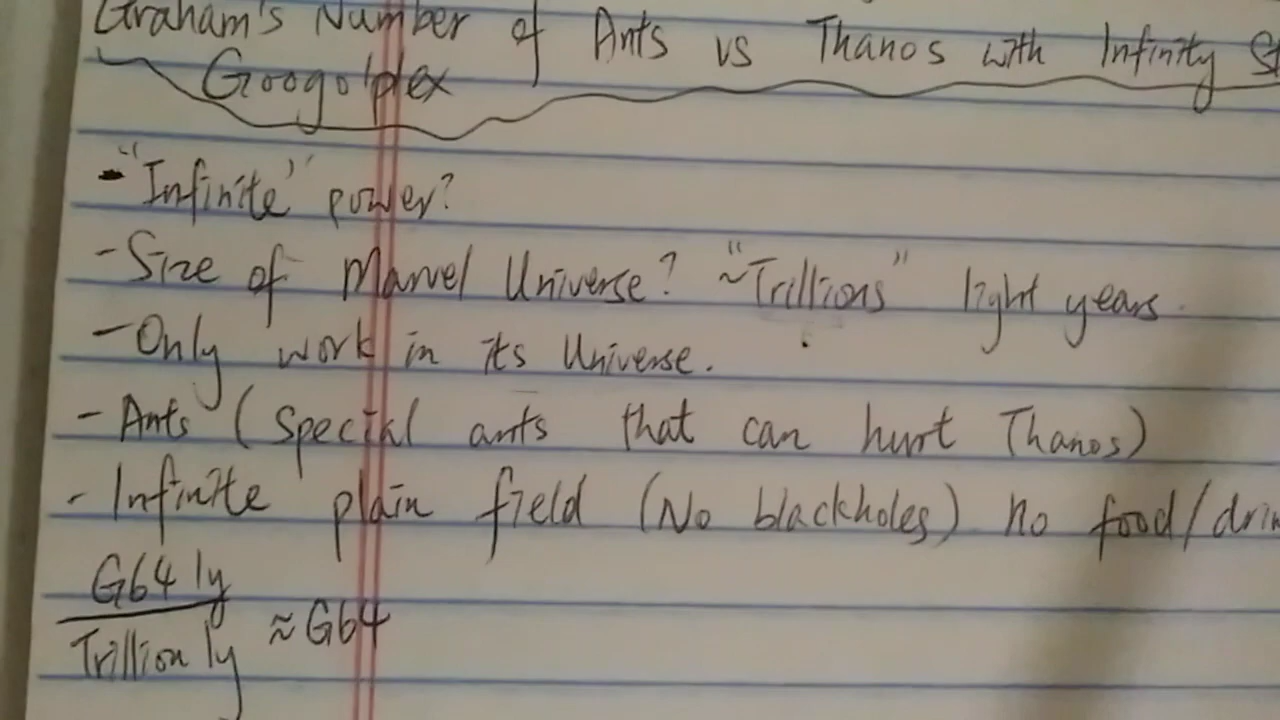 Graham's Number of Ants vs Thanos with Infinity
Googolplex
- "Infinite" power?
- Size of Marvel Universe? ~"Trillions" light years.
- Only work in its Universe.
- Ants (special ants that can hurt Thanos)
- Infinite plain field (No blackholes) no food/
G64 ly
Trillion ly
≈ G64